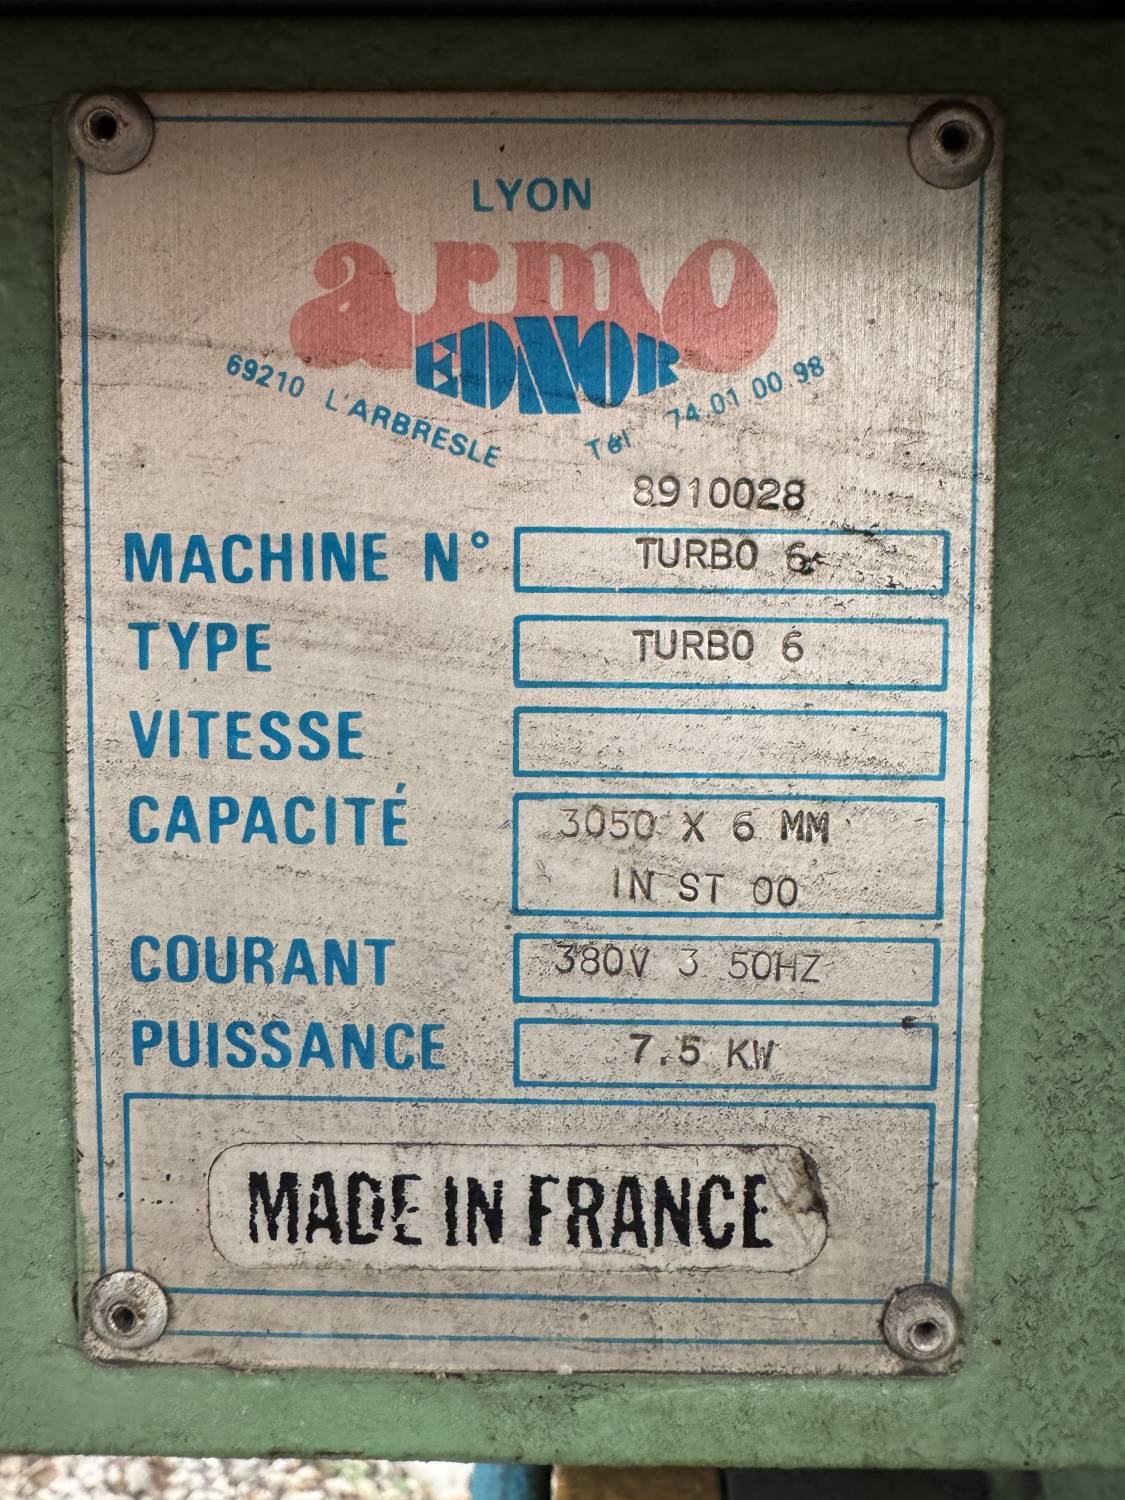 LYON
armo
EDNOR
69210 L'ARBRESLE Tél 74.01 00.98
8910028
MACHINE N° TURBO 6
TYPE TURBO 6
VITESSE
CAPACITÉ 3050 X 6 MM
IN ST 00
COURANT 380V 3 50HZ
PUISSANCE 7.5 KW
MADE IN FRANCE